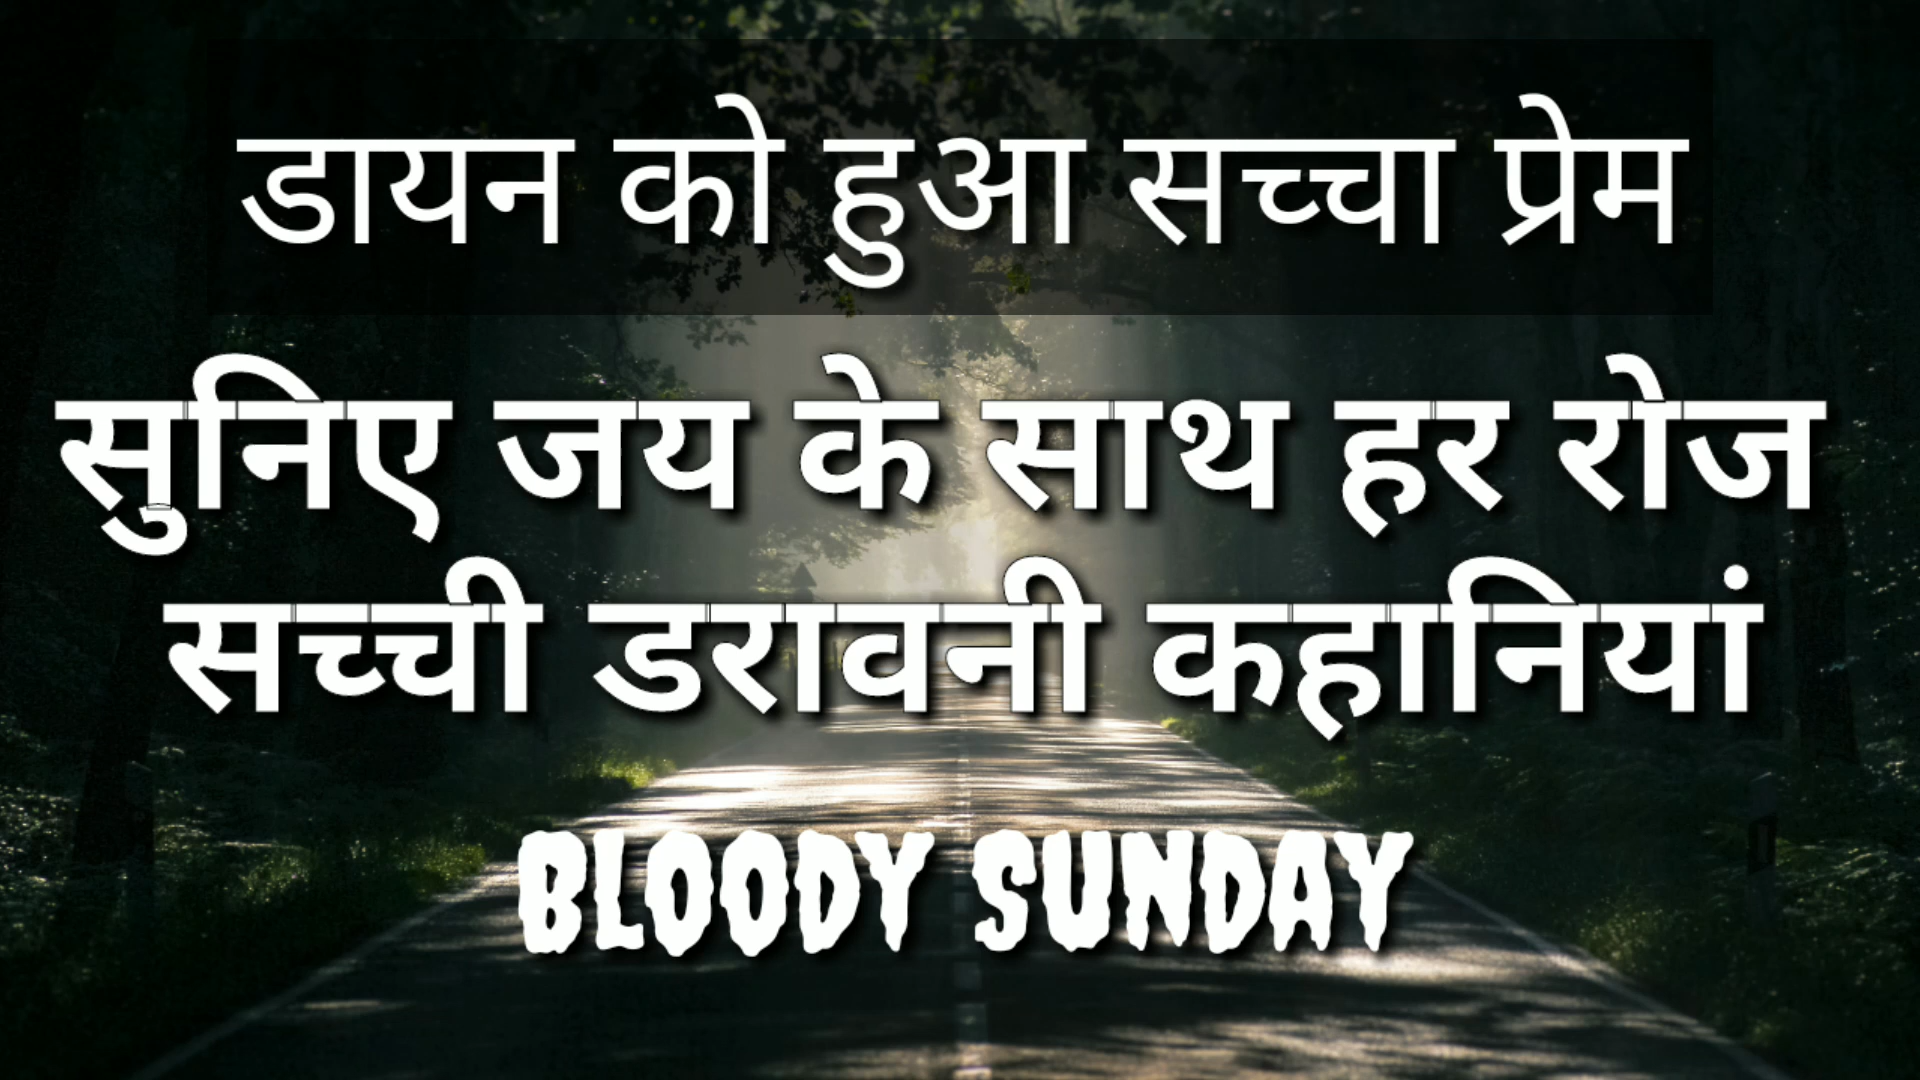 डायन को हुआ सच्चा प्रेम
सुनिए जय के साथ हर रोज
सच्ची डरावनी कहानियां
BLOODY SUNDAY